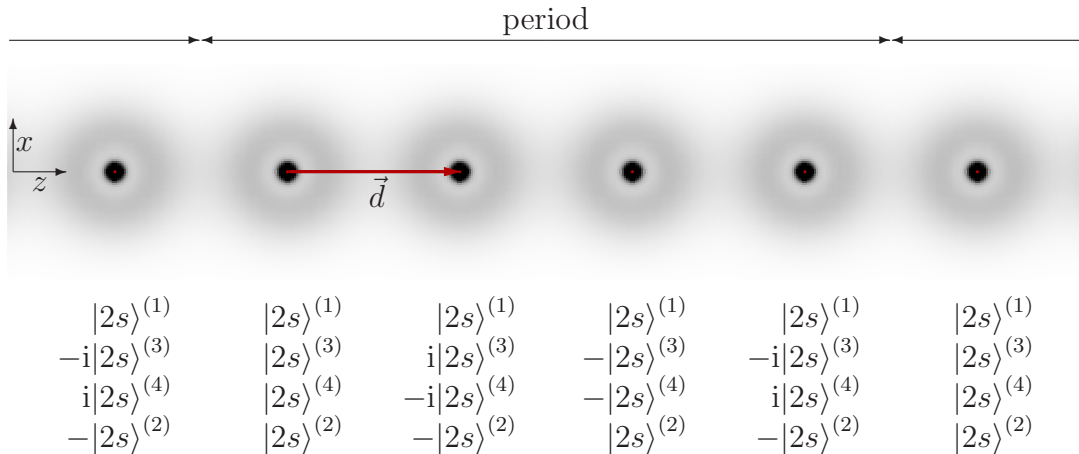 period
x
z
d⃗
|2s⟩⁽¹⁾ |2s⟩⁽¹⁾ |2s⟩⁽¹⁾ |2s⟩⁽¹⁾ |2s⟩⁽¹⁾ |2s⟩⁽¹⁾
−i|2s⟩⁽³⁾ |2s⟩⁽³⁾ i|2s⟩⁽³⁾ −|2s⟩⁽³⁾ −i|2s⟩⁽³⁾ |2s⟩⁽³⁾
i|2s⟩⁽⁴⁾ |2s⟩⁽⁴⁾ −i|2s⟩⁽⁴⁾ −|2s⟩⁽⁴⁾ i|2s⟩⁽⁴⁾ |2s⟩⁽⁴⁾
−|2s⟩⁽²⁾ |2s⟩⁽²⁾ −|2s⟩⁽²⁾ |2s⟩⁽²⁾ −|2s⟩⁽²⁾ |2s⟩⁽²⁾